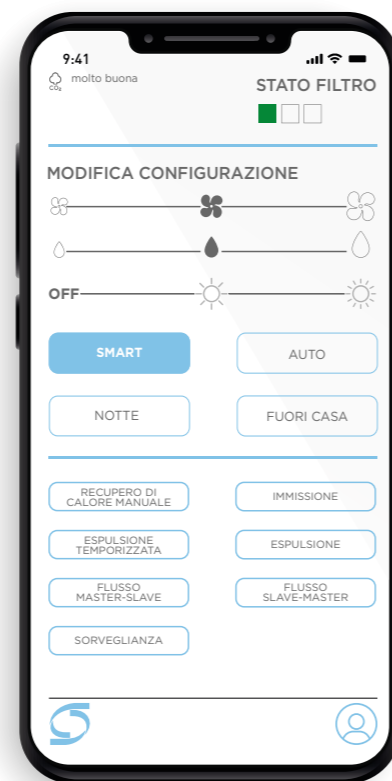 9:41
CO₂ molto buona
STATO FILTRO
MODIFICA CONFIGURAZIONE
OFF
SMART
AUTO
NOTTE
FUORI CASA
RECUPERO DI
CALORE MANUALE
IMMISSIONE
ESPULSIONE
TEMPORIZZATA
ESPULSIONE
FLUSSO
MASTER-SLAVE
FLUSSO
SLAVE-MASTER
SORVEGLIANZA